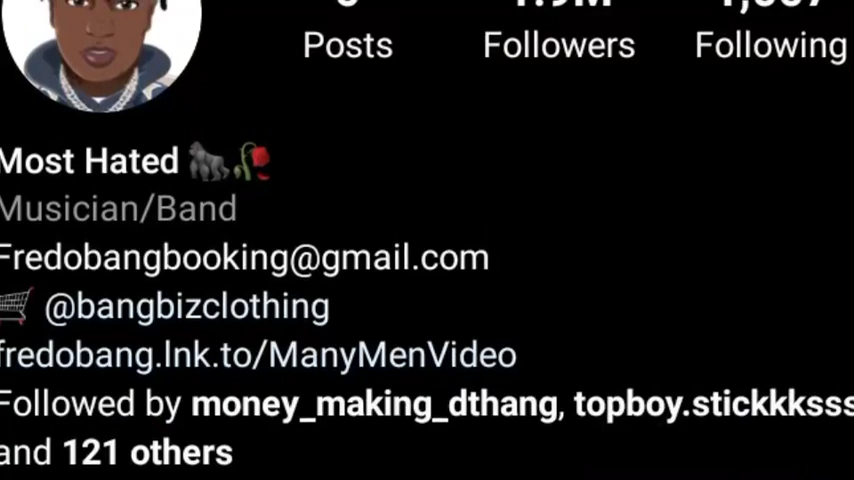 Posts Followers Following
Most Hated 🦍🥀
Musician/Band
Fredobangbooking@gmail.com
🛒 @bangbizclothing
fredobang.lnk.to/ManyMenVideo
Followed by money_making_dthang, topboy.stickkksss
and 121 others